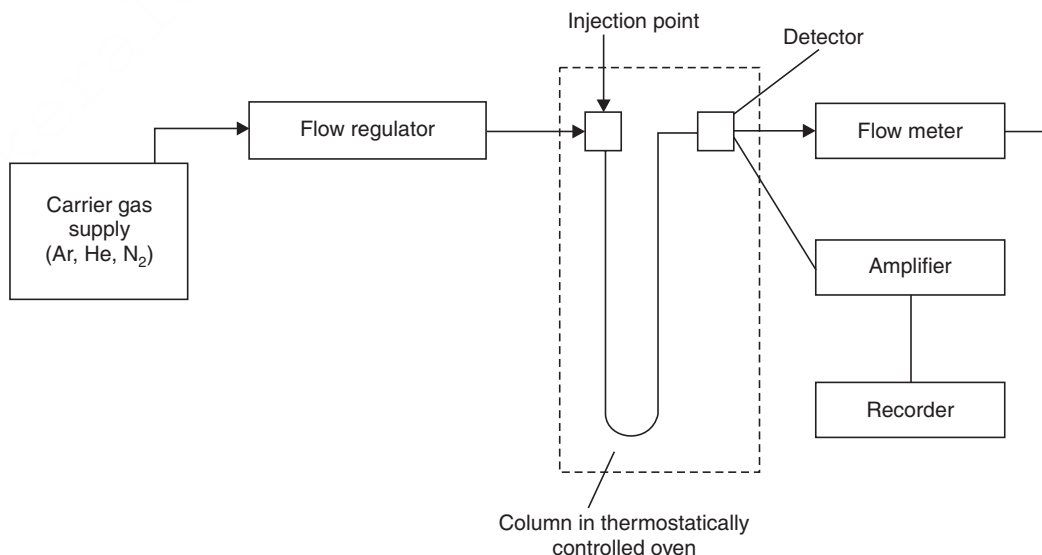 Injection point
Detector
Flow regulator
Flow meter
Carrier gas
supply
(Ar, He, N₂)
Amplifier
Recorder
Column in thermostatically
controlled oven